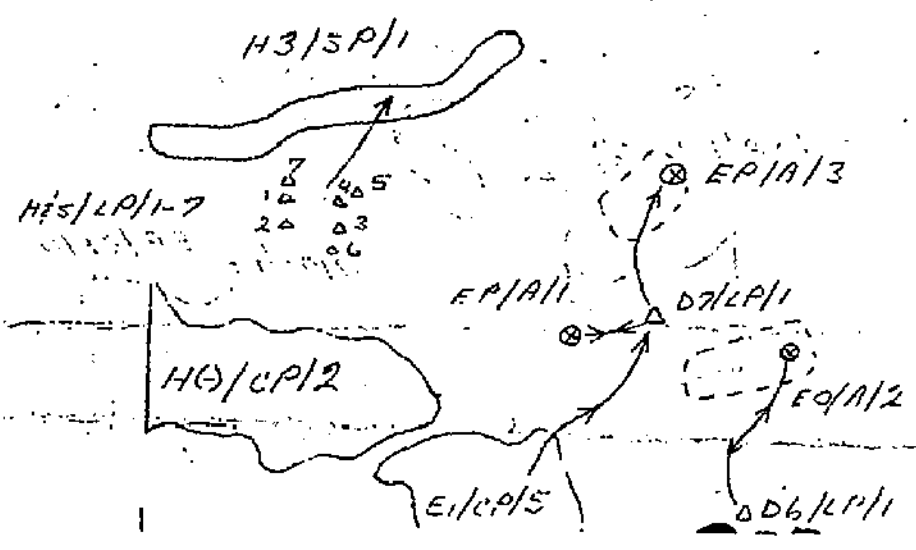 H3/SP/1
EP/A/3
7
4 5
1
H&5/LP/1-7
2 3
6
EP/A/1
D7/LP/1
H(-)/CP/2
EO/A/2
E1/CP/5
D6/LP/1